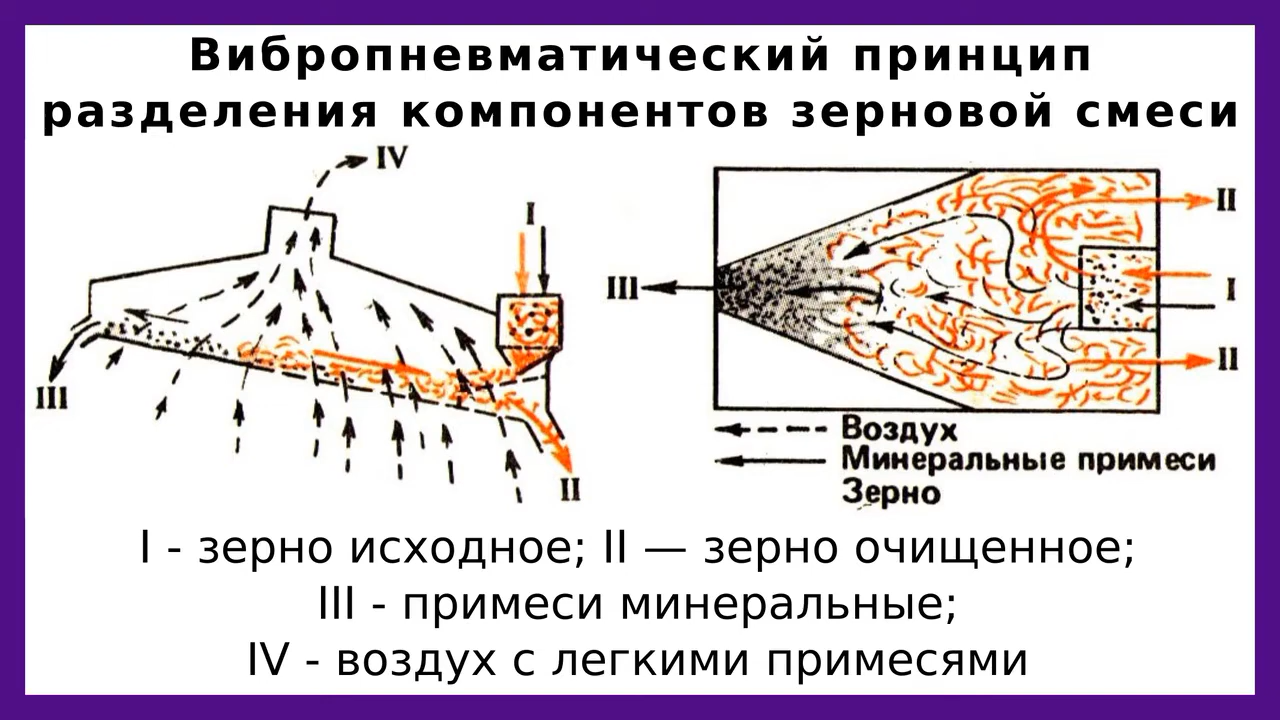 Вибропневматический принцип
разделения компонентов зерновой смеси
IV
I
III
II
II
III
I
II
Воздух
Минеральные примеси
Зерно
I - зерно исходное; II — зерно очищенное;
III - примеси минеральные;
IV - воздух с легкими примесями